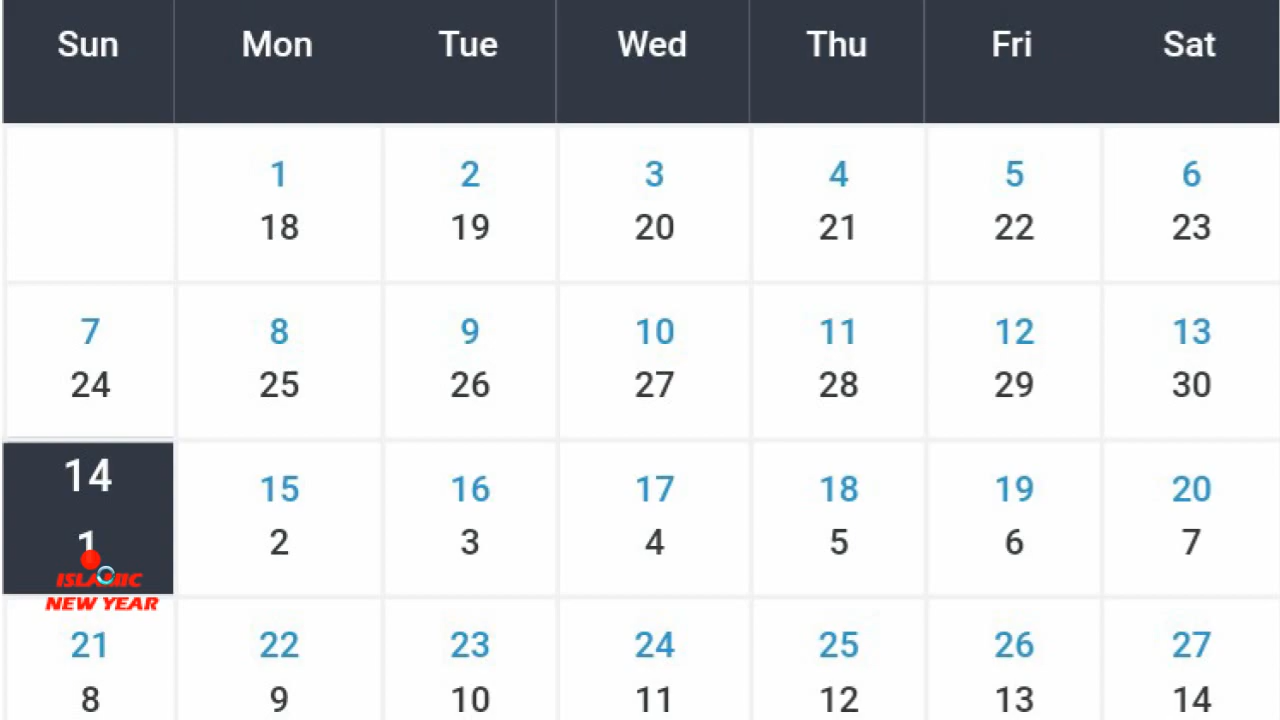 Sun Mon Tue Wed Thu Fri Sat
1 2 3 4 5 6
18 19 20 21 22 23
7 8 9 10 11 12 13
24 25 26 27 28 29 30
14 15 16 17 18 19 20
1 2 3 4 5 6 7
ISLAMIC
NEW YEAR
21 22 23 24 25 26 27
8 9 10 11 12 13 14